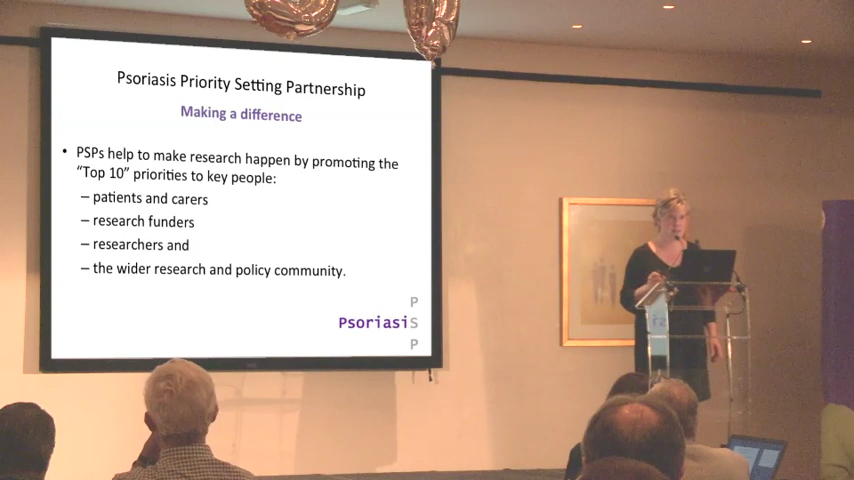 Psoriasis Priority Setting Partnership
Making a difference
• PSPs help to make research happen by promoting the
“Top 10” priorities to key people:
– patients and carers
– research funders
– researchers and
– the wider research and policy community.
P
PsoriasiS
P